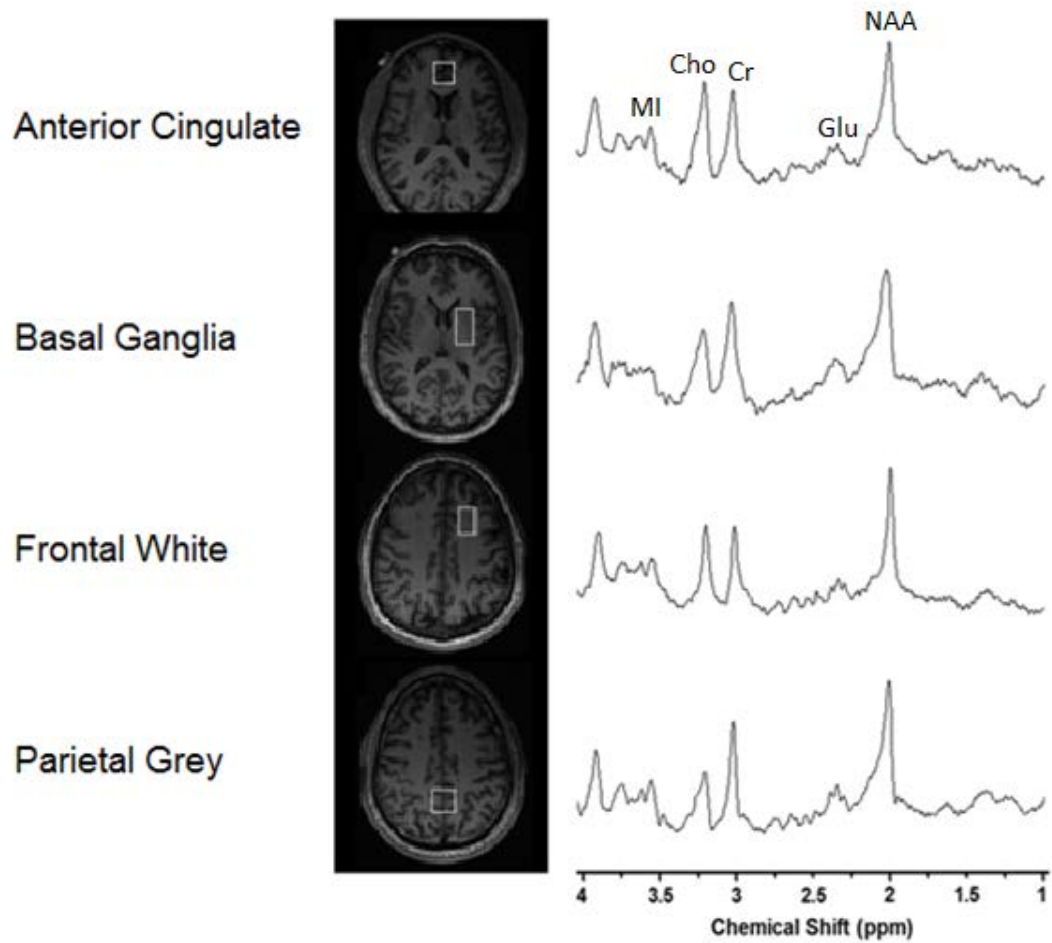 NAA
Cho
Cr
MI
Glu
Anterior Cingulate
Basal Ganglia
Frontal White
Parietal Grey
4 3.5 3 2.5 2 1.5 1
Chemical Shift (ppm)